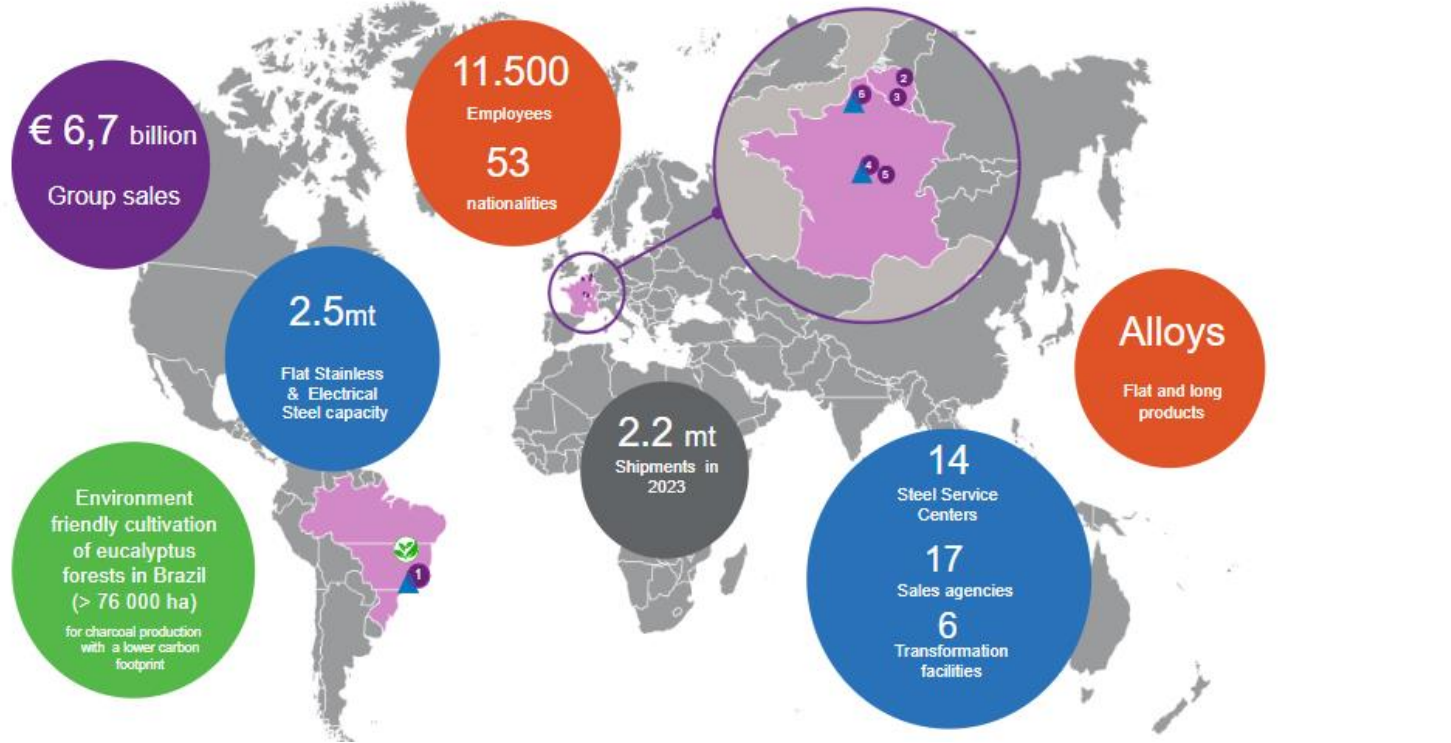 € 6,7 billion
Group sales
11.500
Employees
53
nationalities
2
6
3
4
5
2.5mt
Flat Stainless
& Electrical
Steel capacity
Alloys
Flat and long
products
2.2 mt
Shipments in
2023
14
Steel Service
Centers
17
Sales agencies
6
Transformation
facilities
Environment
friendly cultivation
of eucalyptus
forests in Brazil
(> 76 000 ha)
for charcoal production
with a lower carbon
footprint
1